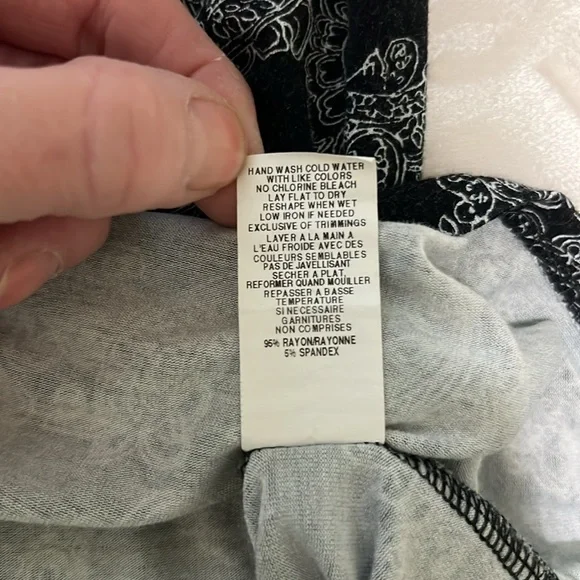 HAND WASH COLD WATER
WITH LIKE COLORS
NO CHLORINE BLEACH
LAY FLAT TO DRY
RESHAPE WHEN WET
LOW IRON IF NEEDED
EXCLUSIVE OF TRIMMINGS
LAVER A LA MAIN A
L'EAU FROIDE AVEC DES
COULEURS SEMBLABLES
PAS DE JAVELLISANT
SECHER A PLAT,
REFORMER QUAND MOUILLER
REPASSER A BASSE
TEMPERATURE
SI NECESSAIRE
GARNITURES
NON COMPRISES
95% RAYON/RAYONNE
5% SPANDEX